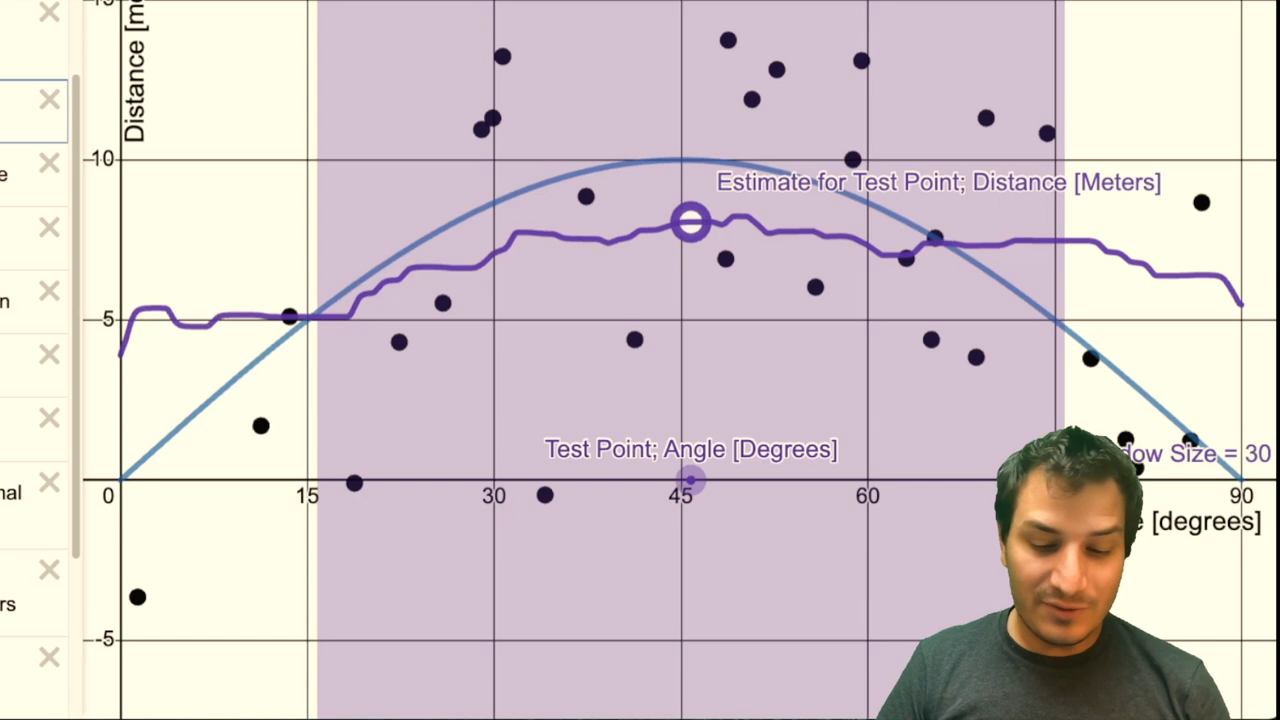 15
Distance [me
10
Estimate for Test Point; Distance [Meters]
e
n
5
Test Point; Angle [Degrees]
dow Size = 30
0
15
30
45
60
90
nal
e [degrees]
rs
-5